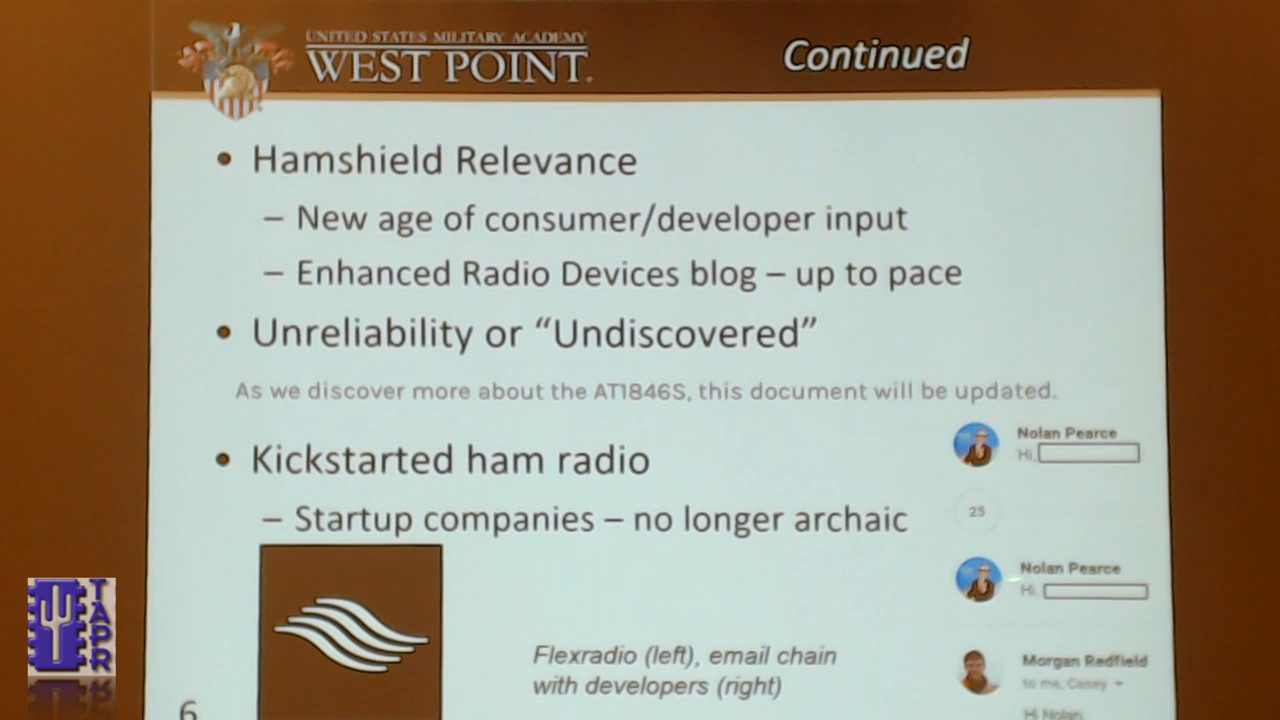 UNITED STATES MILITARY ACADEMY
WEST POINT.
Continued
• Hamshield Relevance
– New age of consumer/developer input
– Enhanced Radio Devices blog – up to pace
• Unreliability or “Undiscovered”
As we discover more about the AT1846S, this document will be updated.
• Kickstarted ham radio
– Startup companies – no longer archaic
Nolan Pearce
Hi,
25
Nolan Pearce
Hi,
Morgan Redfield
to me, Casey
Hi Nolan,
Flexradio (left), email chain
with developers (right)
6
TAPR